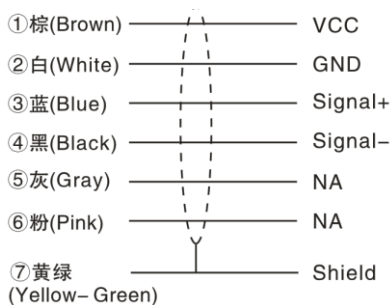 ①棕(Brown) VCC
②白(White) GND
③蓝(Blue) Signal+
④黑(Black) Signal-
⑤灰(Gray) NA
⑥粉(Pink) NA
⑦黄绿 Shield
(Yellow-Green)